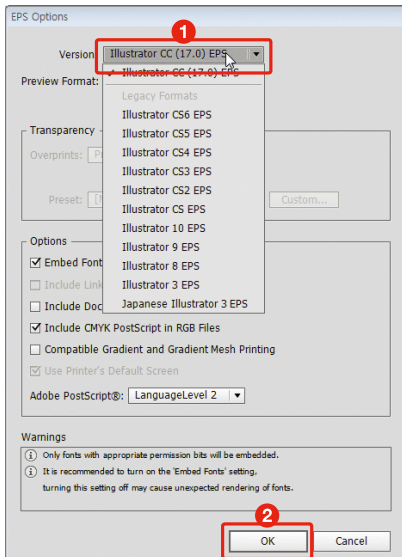 EPS Options
1
Version: Illustrator CC (17.0) EPS
Preview Format: ✓ Illustrator CC (17.0) EPS
Legacy Formats
Illustrator CS6 EPS
Transparency
Illustrator CS5 EPS
Overprints:
Illustrator CS4 EPS
Illustrator CS3 EPS
Illustrator CS2 EPS
Preset: Custom...
Illustrator CS EPS
Illustrator 10 EPS
Options
Illustrator 9 EPS
Embed Font
Illustrator 8 EPS
Include Link
Illustrator 3 EPS
Include Doc
Japanese Illustrator 3 EPS
Include CMYK PostScript in RGB Files
Compatible Gradient and Gradient Mesh Printing
Use Printer's Default Screen
Adobe PostScript®: LanguageLevel 2
Warnings
Only fonts with appropriate permission bits will be embedded.
It is recommended to turn on the 'Embed Fonts' setting,
turning this setting off may cause unexpected rendering of fonts.
2
OK Cancel